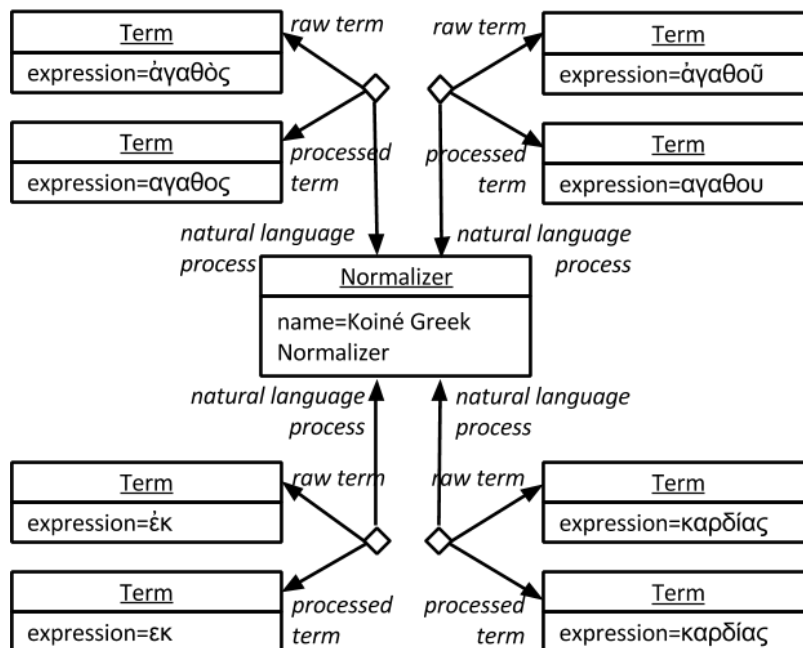 Term
expression=ἀγαθὸς
raw term
raw term
Term
expression=ἀγαθοῦ
Term
expression=αγαθος
processed
term
processed
term
Term
expression=αγαθου
natural language
process
natural language
process
Normalizer
name=Koiné Greek
Normalizer
natural language
process
natural language
process
Term
expression=ἐκ
raw term
raw term
Term
expression=καρδίας
Term
expression=εκ
processed
term
processed
term
Term
expression=καρδίας